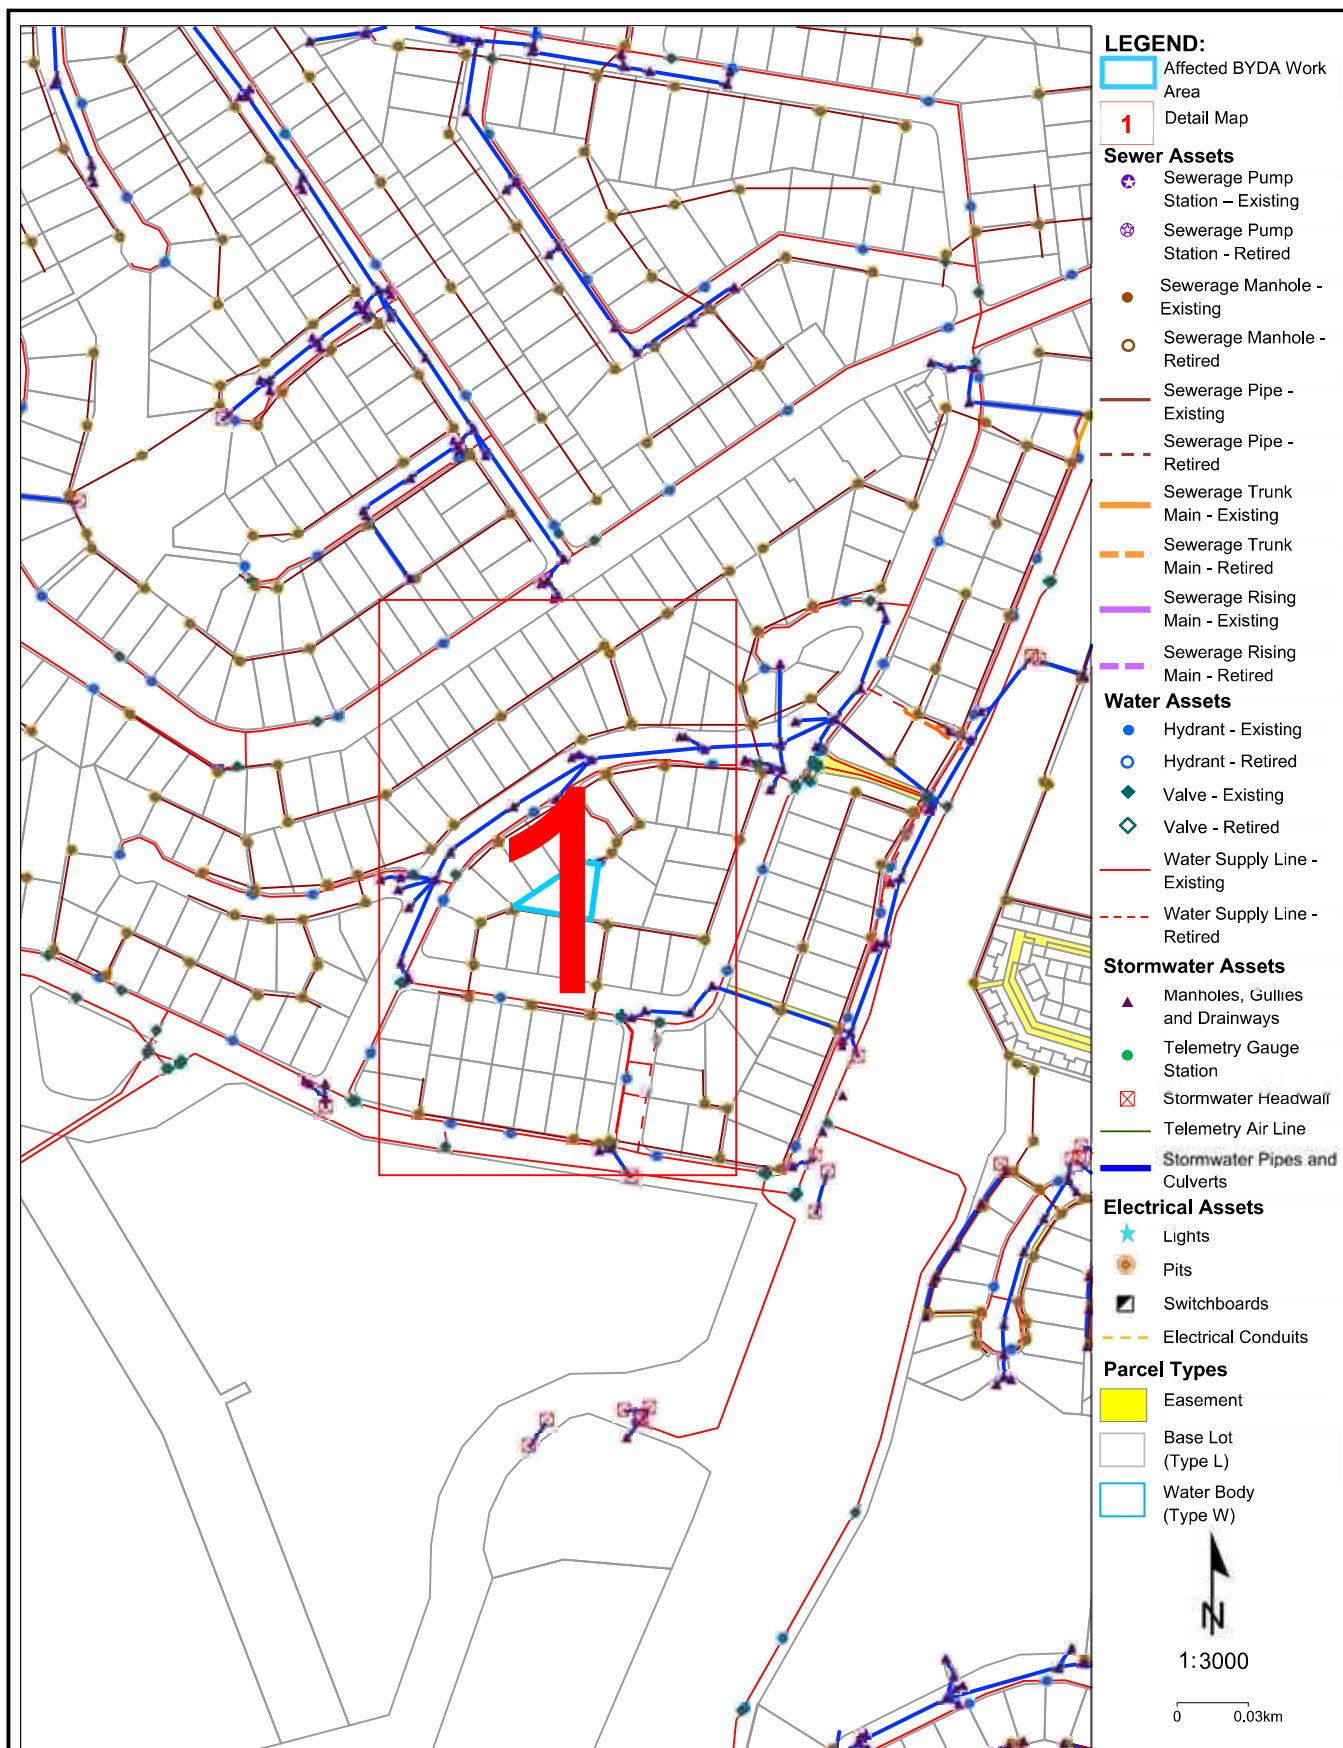 1
LEGEND:
Affected BYDA Work
Area
1
Detail Map
Sewer Assets
Sewerage Pump
Station – Existing
Sewerage Pump
Station - Retired
Sewerage Manhole -
Existing
Sewerage Manhole -
Retired
Sewerage Pipe -
Existing
Sewerage Pipe -
Retired
Sewerage Trunk
Main - Existing
Sewerage Trunk
Main - Retired
Sewerage Rising
Main - Existing
Sewerage Rising
Main - Retired
Water Assets
Hydrant - Existing
Hydrant - Retired
Valve - Existing
Valve - Retired
Water Supply Line -
Existing
Water Supply Line -
Retired
Stormwater Assets
Manholes, Gullies
and Drainways
Telemetry Gauge
Station
Stormwater Headwall
Telemetry Air Line
Stormwater Pipes and
Culverts
Electrical Assets
Lights
Pits
Switchboards
Electrical Conduits
Parcel Types
Easement
Base Lot
(Type L)
Water Body
(Type W)
N
1:3000
0 0.03km